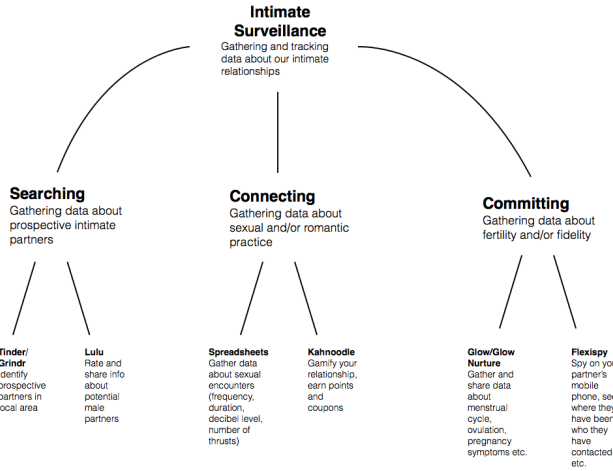 Intimate
Surveillance
Gathering and tracking
data about our intimate
relationships
Searching
Gathering data about
prospective intimate
partners
Connecting
Gathering data about
sexual and/or romantic
practice
Committing
Gathering data about
fertility and/or fidelity
Tinder/
Grindr
Identify
prospective
partners in
local area
Lulu
Rate and
share info
about
potential
male
partners
Spreadsheets
Gather data
about sexual
encounters
(frequency,
duration,
decibel level,
number of
thrusts)
Kahnoodle
Gamify your
relationship,
earn points
and
coupons
Glow/Glow
Nurture
Gather and
share data
about
menstrual
cycle,
ovulation,
pregnancy
symptoms etc.
Flexispy
Spy on your
partner's
mobile
phone, see
where they
have been
who they
have
contacted
etc.